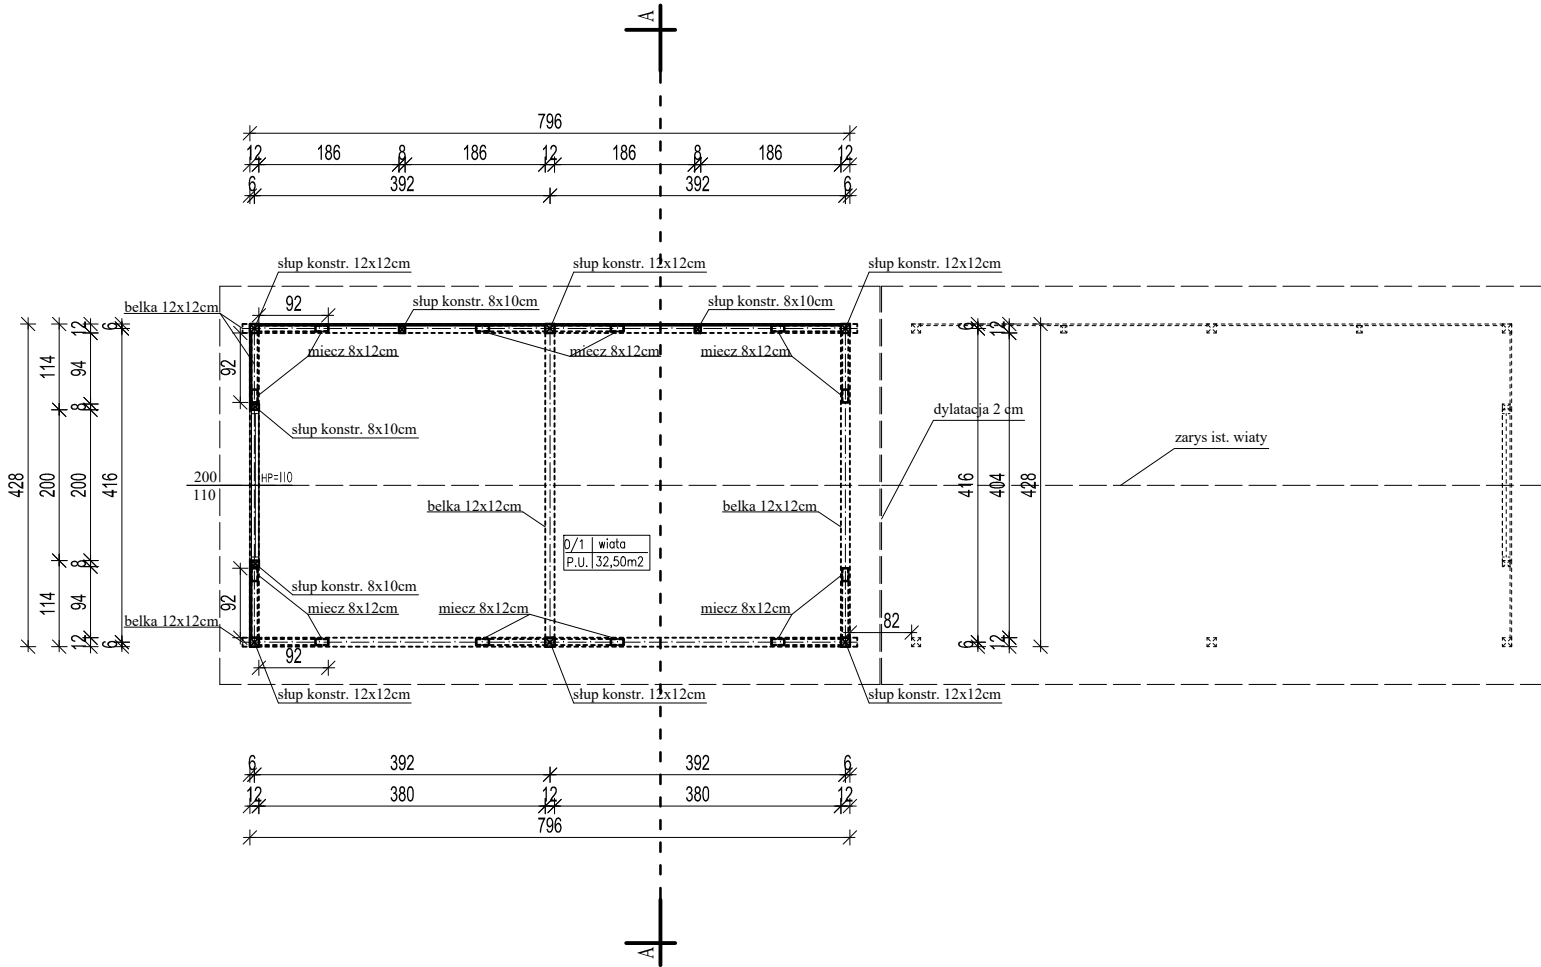 A
796
12 186 8 186 12 186 8 186 12
6 392 392 6
słup konstr. 12x12cm słup konstr. 12x12cm słup konstr. 12x12cm
belka 12x12cm 92 słup konstr. 8x10cm słup konstr. 8x10cm
miecz 8x12cm miecz 8x12cm miecz 8x12cm
92
słup konstr. 8x10cm
dylatacja 2 cm
zarys ist. wiaty
428
114 200 114
12 94 8 200 8 94 12
6 416 6
200
110
HP=110
belka 12x12cm belka 12x12cm
0/1 wiata
P.U. 32,50m2
6 416 6
12 404 12
428
słup konstr. 8x10cm
92
miecz 8x12cm miecz 8x12cm miecz 8x12cm
belka 12x12cm
82
92
słup konstr. 12x12cm słup konstr. 12x12cm słup konstr. 12x12cm
6 392 392 6
12 380 12 380 12
796
A